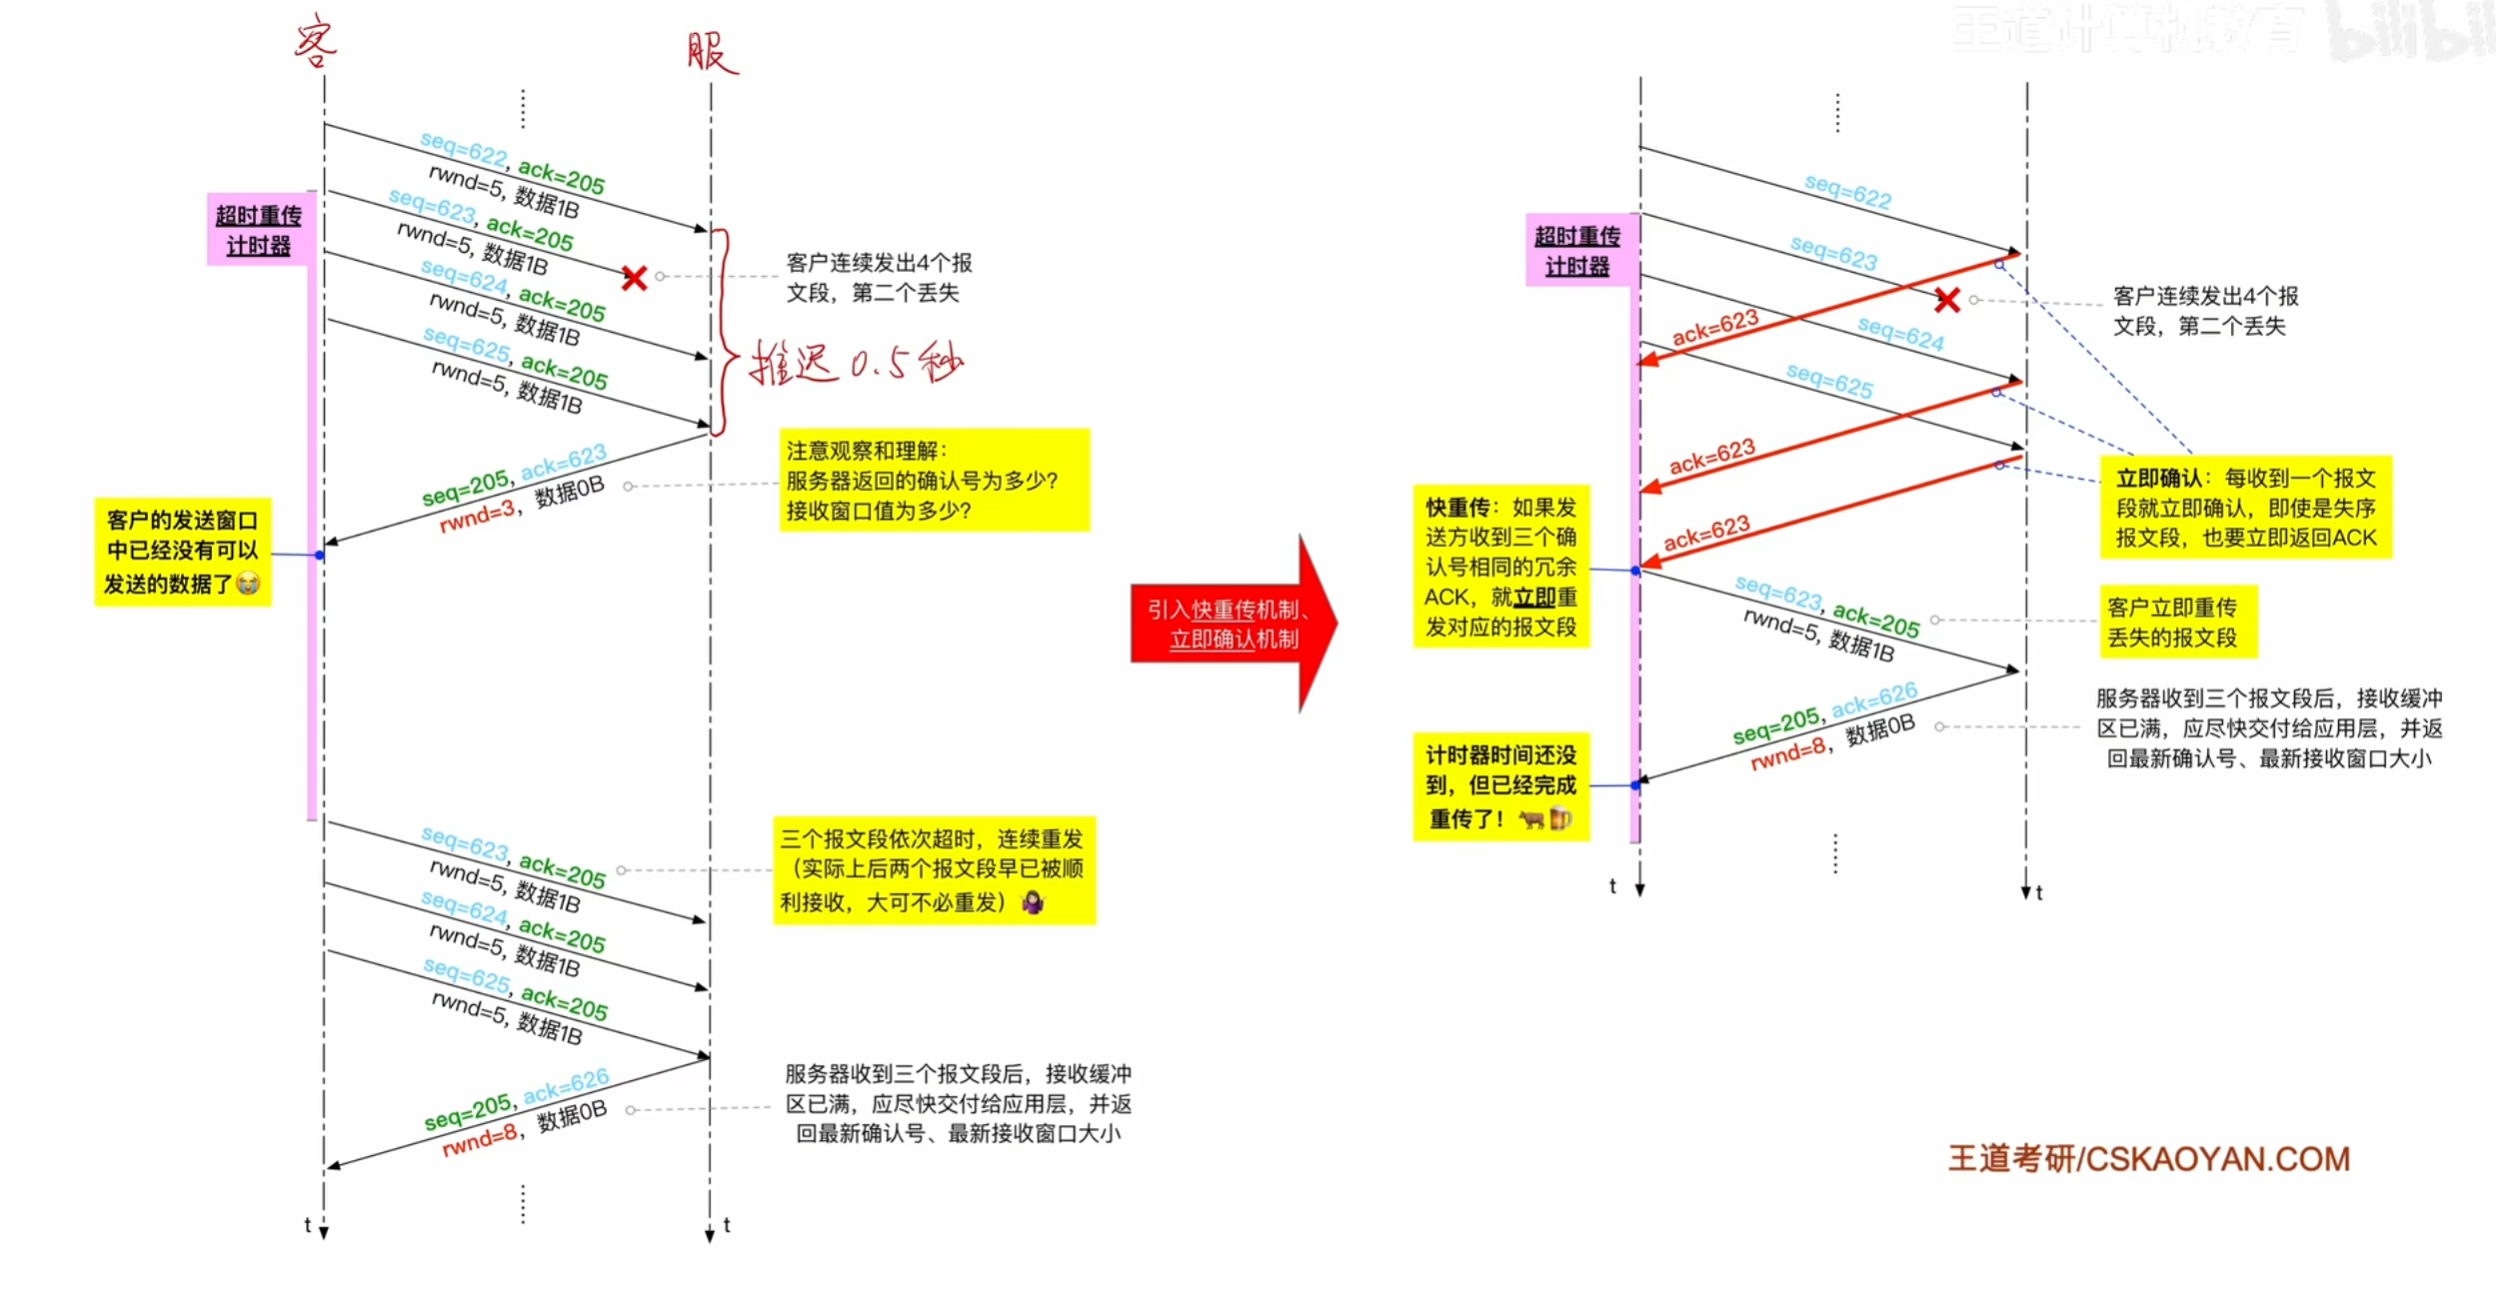 王道计算机教育 bilibili
客
服
seq=622, ack=205
rwnd=5, 数据1B
超时重传
计时器
seq=623, ack=205
rwnd=5, 数据1B
客户连续发出4个报
文段，第二个丢失
seq=624, ack=205
rwnd=5, 数据1B
seq=625, ack=205
rwnd=5, 数据1B
推迟 0.5 秒
注意观察和理解：
服务器返回的确认号为多少？
接收窗口值为多少？
seq=205, ack=623
rwnd=3，数据0B
客户的发送窗口
中已经没有可以
发送的数据了😭
三个报文段依次超时，连续重发
（实际上后两个报文段早已被顺
利接收，大可不必重发）🤷‍♀️
seq=623, ack=205
rwnd=5, 数据1B
seq=624, ack=205
rwnd=5, 数据1B
seq=625, ack=205
rwnd=5, 数据1B
seq=205, ack=626
rwnd=8，数据0B
服务器收到三个报文段后，接收缓冲
区已满，应尽快交付给应用层，并返
回最新确认号、最新接收窗口大小
t
t
引入快重传机制、
立即确认机制
seq=622
超时重传
计时器
seq=623
客户连续发出4个报
文段，第二个丢失
ack=623
seq=624
seq=625
ack=623
ack=623
立即确认：每收到一个报文
段就立即确认，即使是失序
报文段，也要立即返回ACK
快重传：如果发
送方收到三个确
认号相同的冗余
ACK，就立即重
发对应的报文段
seq=623, ack=205
rwnd=5, 数据1B
客户立即重传
丢失的报文段
seq=205, ack=626
rwnd=8，数据0B
服务器收到三个报文段后，接收缓冲
区已满，应尽快交付给应用层，并返
回最新确认号、最新接收窗口大小
计时器时间还没
到，但已经完成
重传了！🐂🍺
t
t
王道考研/CSKAOYAN.COM